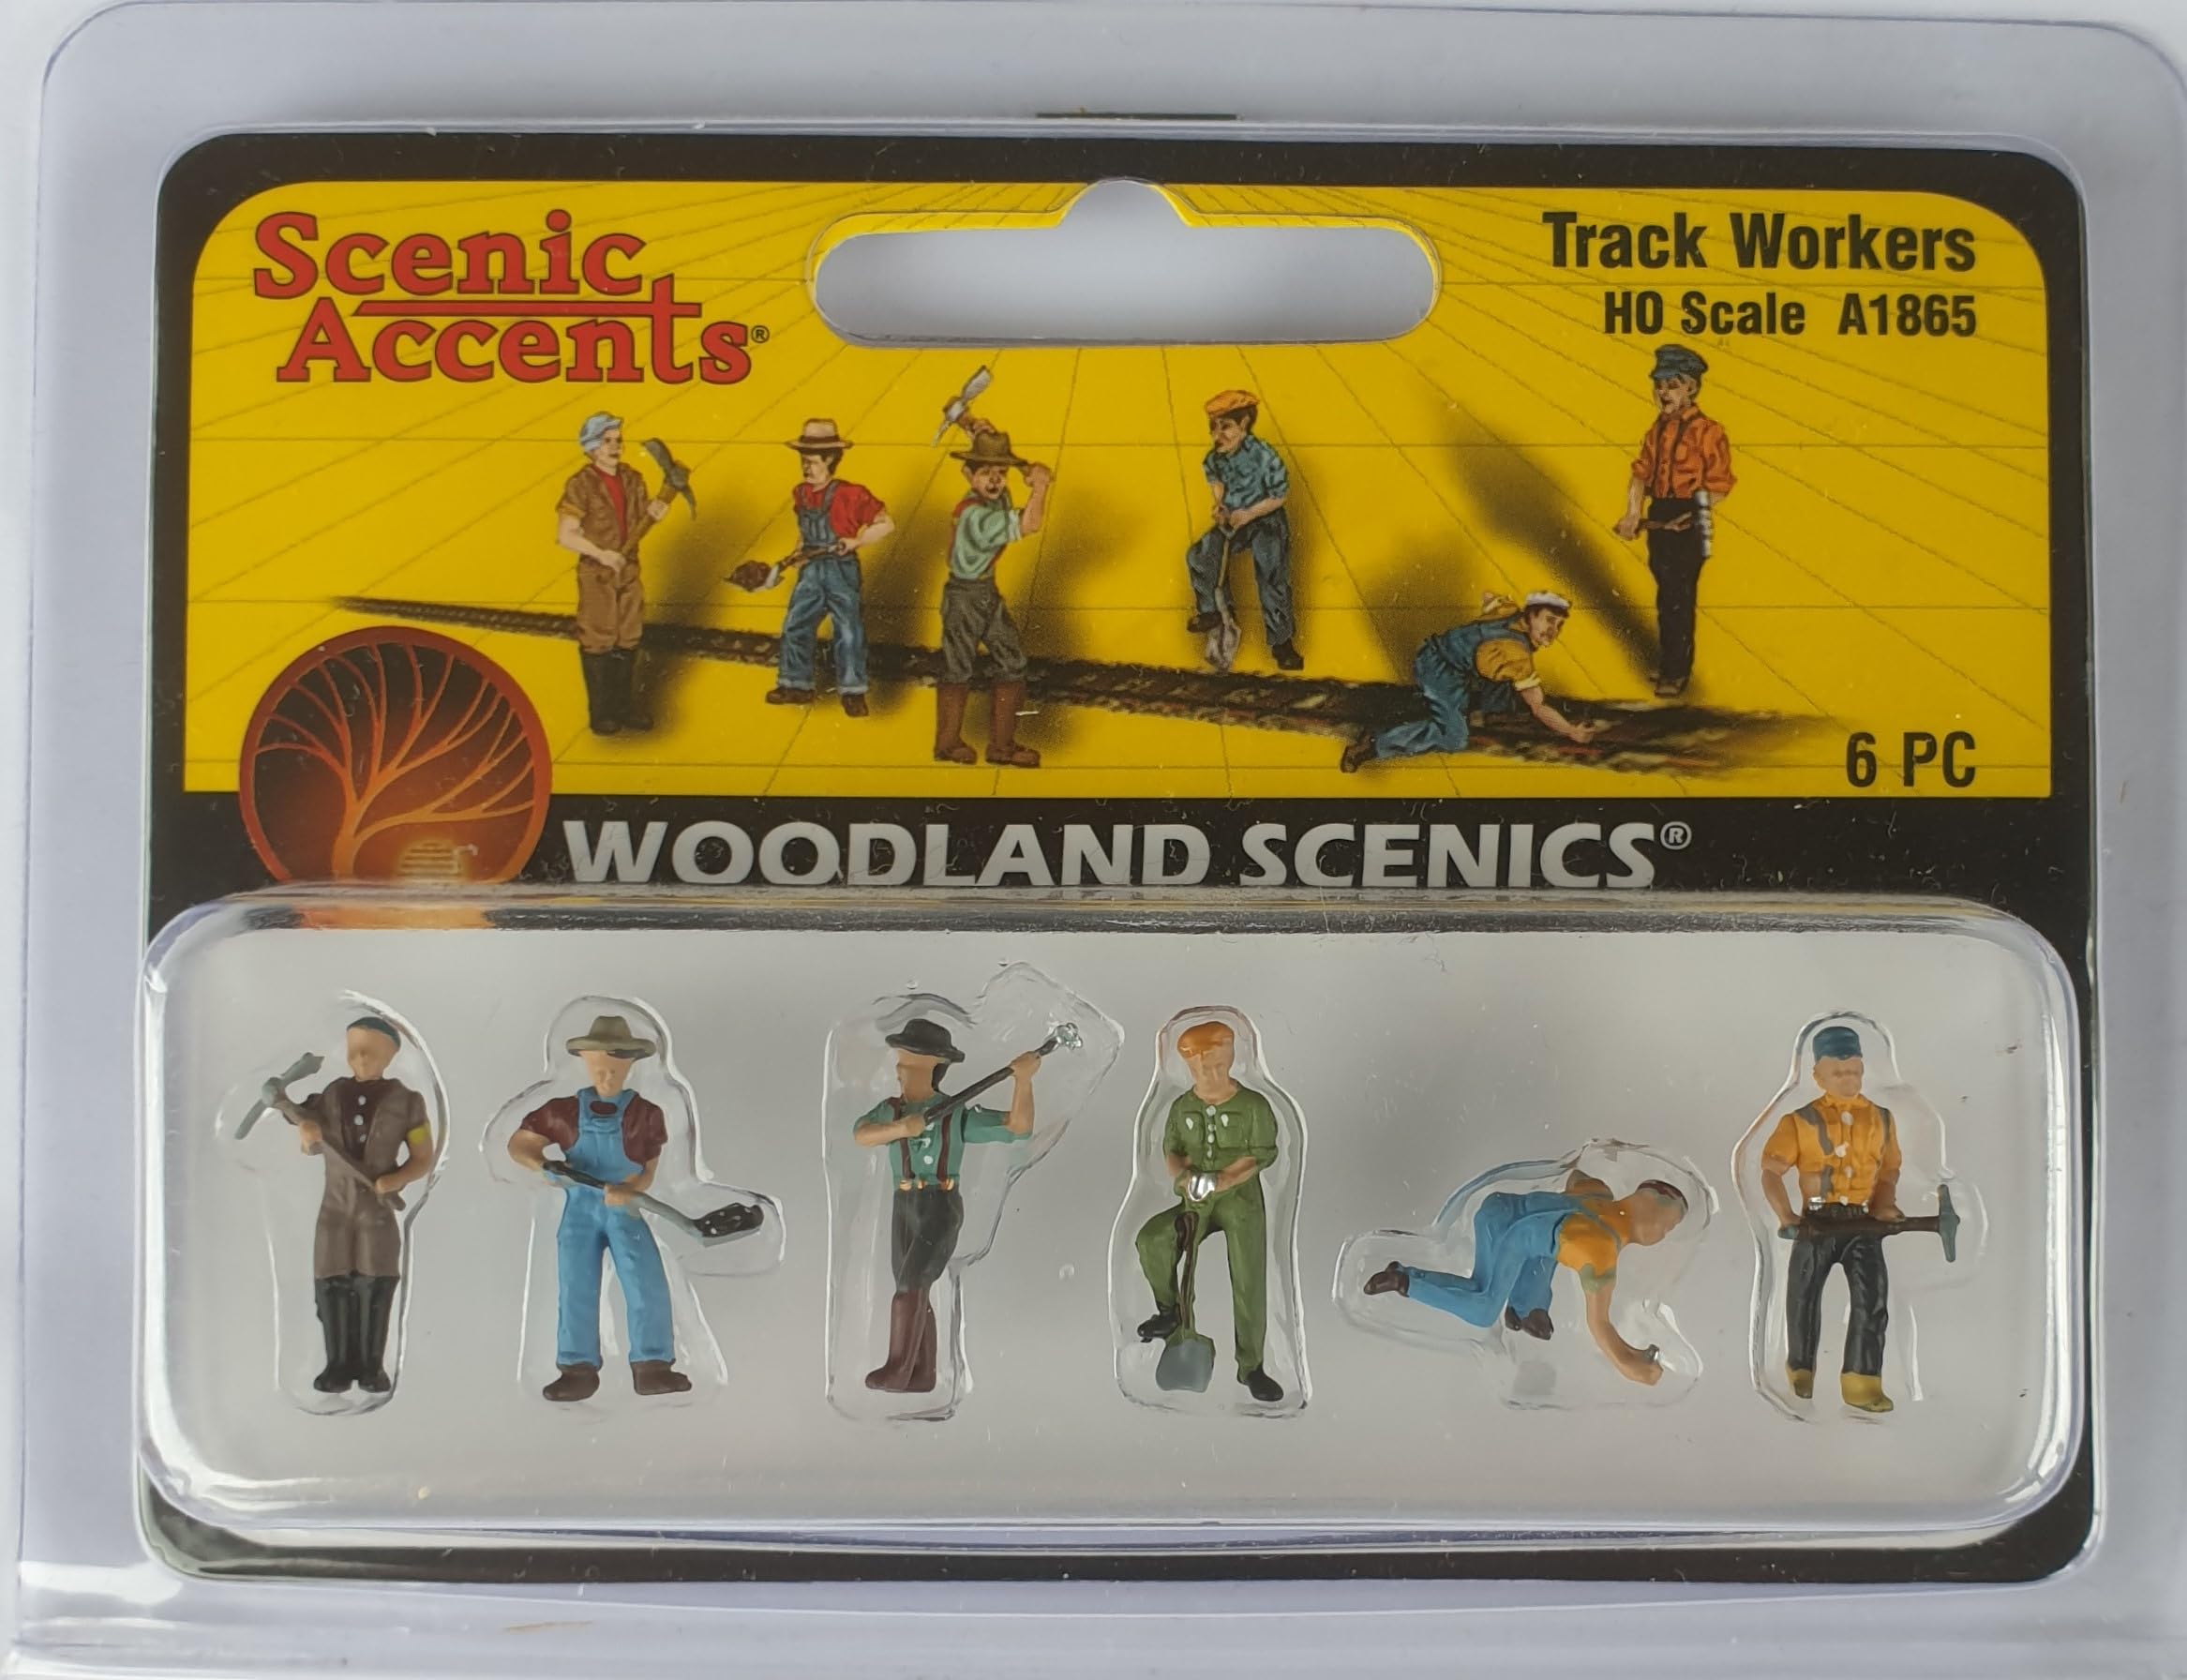 Scenic
Accents®
Track Workers
HO Scale A1865
6 PC
WOODLAND SCENICS®